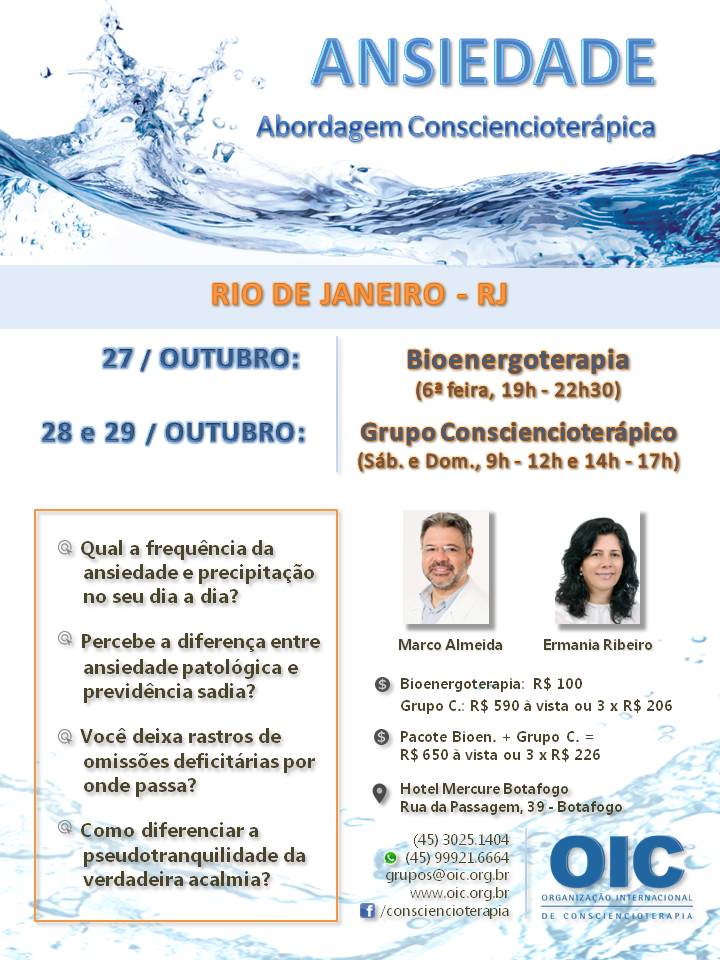 ANSIEDADE
Abordagem Consciencioterápica
RIO DE JANEIRO - RJ
27 / OUTUBRO:
Bioenergoterapia
(6ª feira, 19h - 22h30)
28 e 29 / OUTUBRO:
Grupo Consciencioterápico
(Sáb. e Dom., 9h - 12h e 14h - 17h)
Qual a frequência da
ansiedade e precipitação
no seu dia a dia?
Percebe a diferença entre
ansiedade patológica e
previdência sadia?
Você deixa rastros de
omissões deficitárias por
onde passa?
Como diferenciar a
pseudotranquilidade da
verdadeira acalmia?
Marco Almeida
Ermania Ribeiro
Bioenergoterapia: R$ 100
Grupo C.: R$ 590 à vista ou 3 x R$ 206
Pacote Bioen. + Grupo C. =
R$ 650 à vista ou 3 x R$ 226
Hotel Mercure Botafogo
Rua da Passagem, 39 - Botafogo
(45) 3025.1404
(45) 99921.6664
grupos@oic.org.br
www.oic.org.br
/consciencioterapia
OIC
ORGANIZAÇÃO INTERNACIONAL
DE CONSCIENCIOTERAPIA